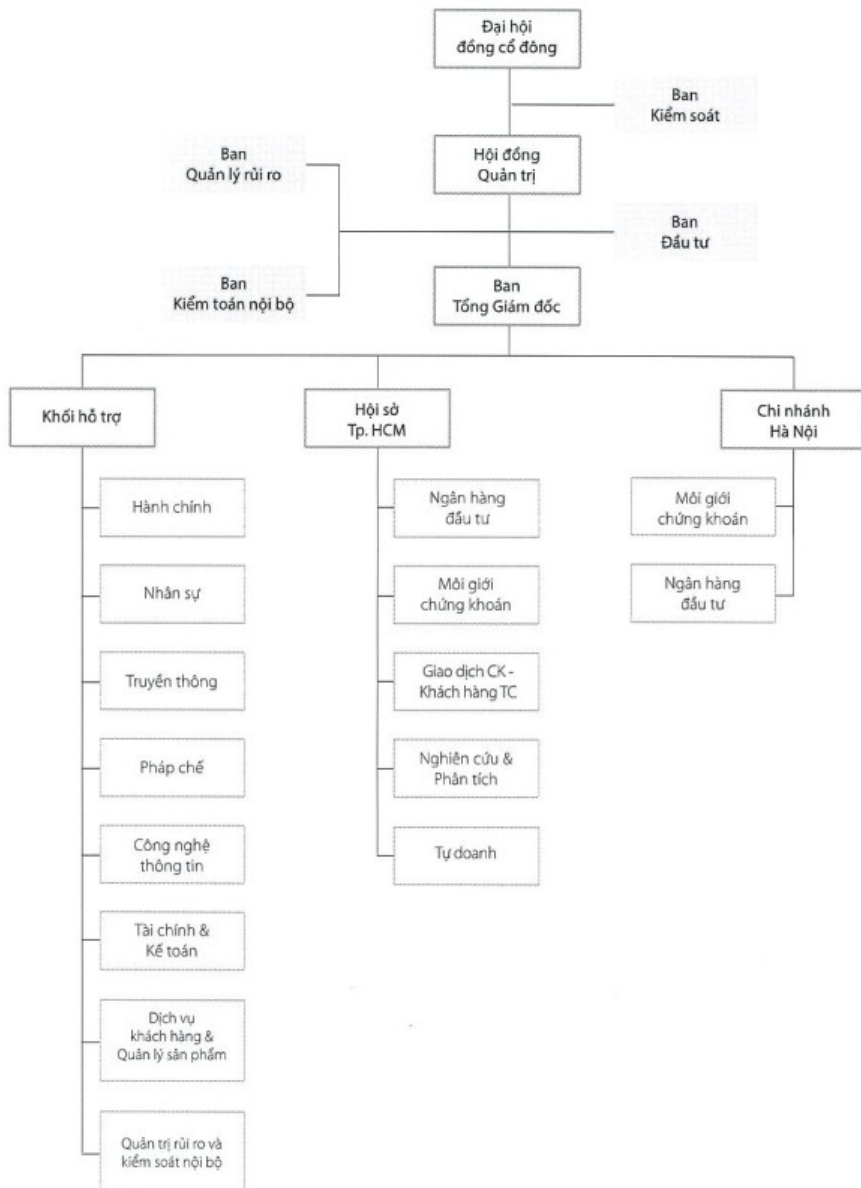 Đại hội
đồng cổ đông
Ban
Kiểm soát
Ban
Quản lý rủi ro
Hội đồng
Quản trị
Ban
Đầu tư
Ban
Kiểm toán nội bộ
Ban
Tổng Giám đốc
Khối hỗ trợ
Hội sở
Tp. HCM
Chi nhánh
Hà Nội
Hành chính
Nhân sự
Truyền thông
Pháp chế
Công nghệ
thông tin
Tài chính &
Kế toán
Dịch vụ
khách hàng &
Quản lý sản phẩm
Quản trị rủi ro và
kiểm soát nội bộ
Ngân hàng
đầu tư
Môi giới
chứng khoán
Giao dịch CK -
Khách hàng TC
Nghiên cứu &
Phân tích
Tự doanh
Môi giới
chứng khoán
Ngân hàng
đầu tư